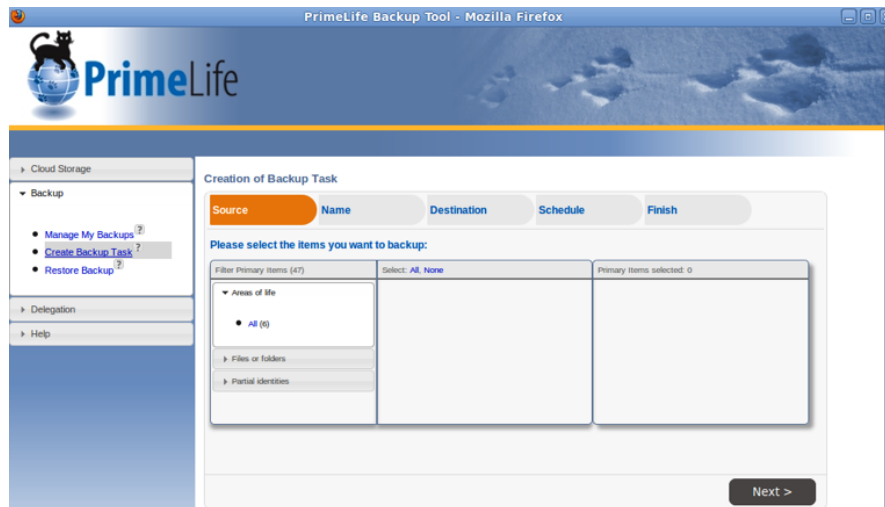 PrimeLife Backup Tool - Mozilla Firefox
PrimeLife
Cloud Storage
Backup
Manage My Backups ?
Create Backup Task ?
Restore Backup ?
Delegation
Help
Creation of Backup Task
Source Name Destination Schedule Finish
Please select the items you want to backup:
Filter Primary Items (47) Select: All, None Primary Items selected: 0
Areas of life
All (6)
Files or folders
Partial identities
Next >